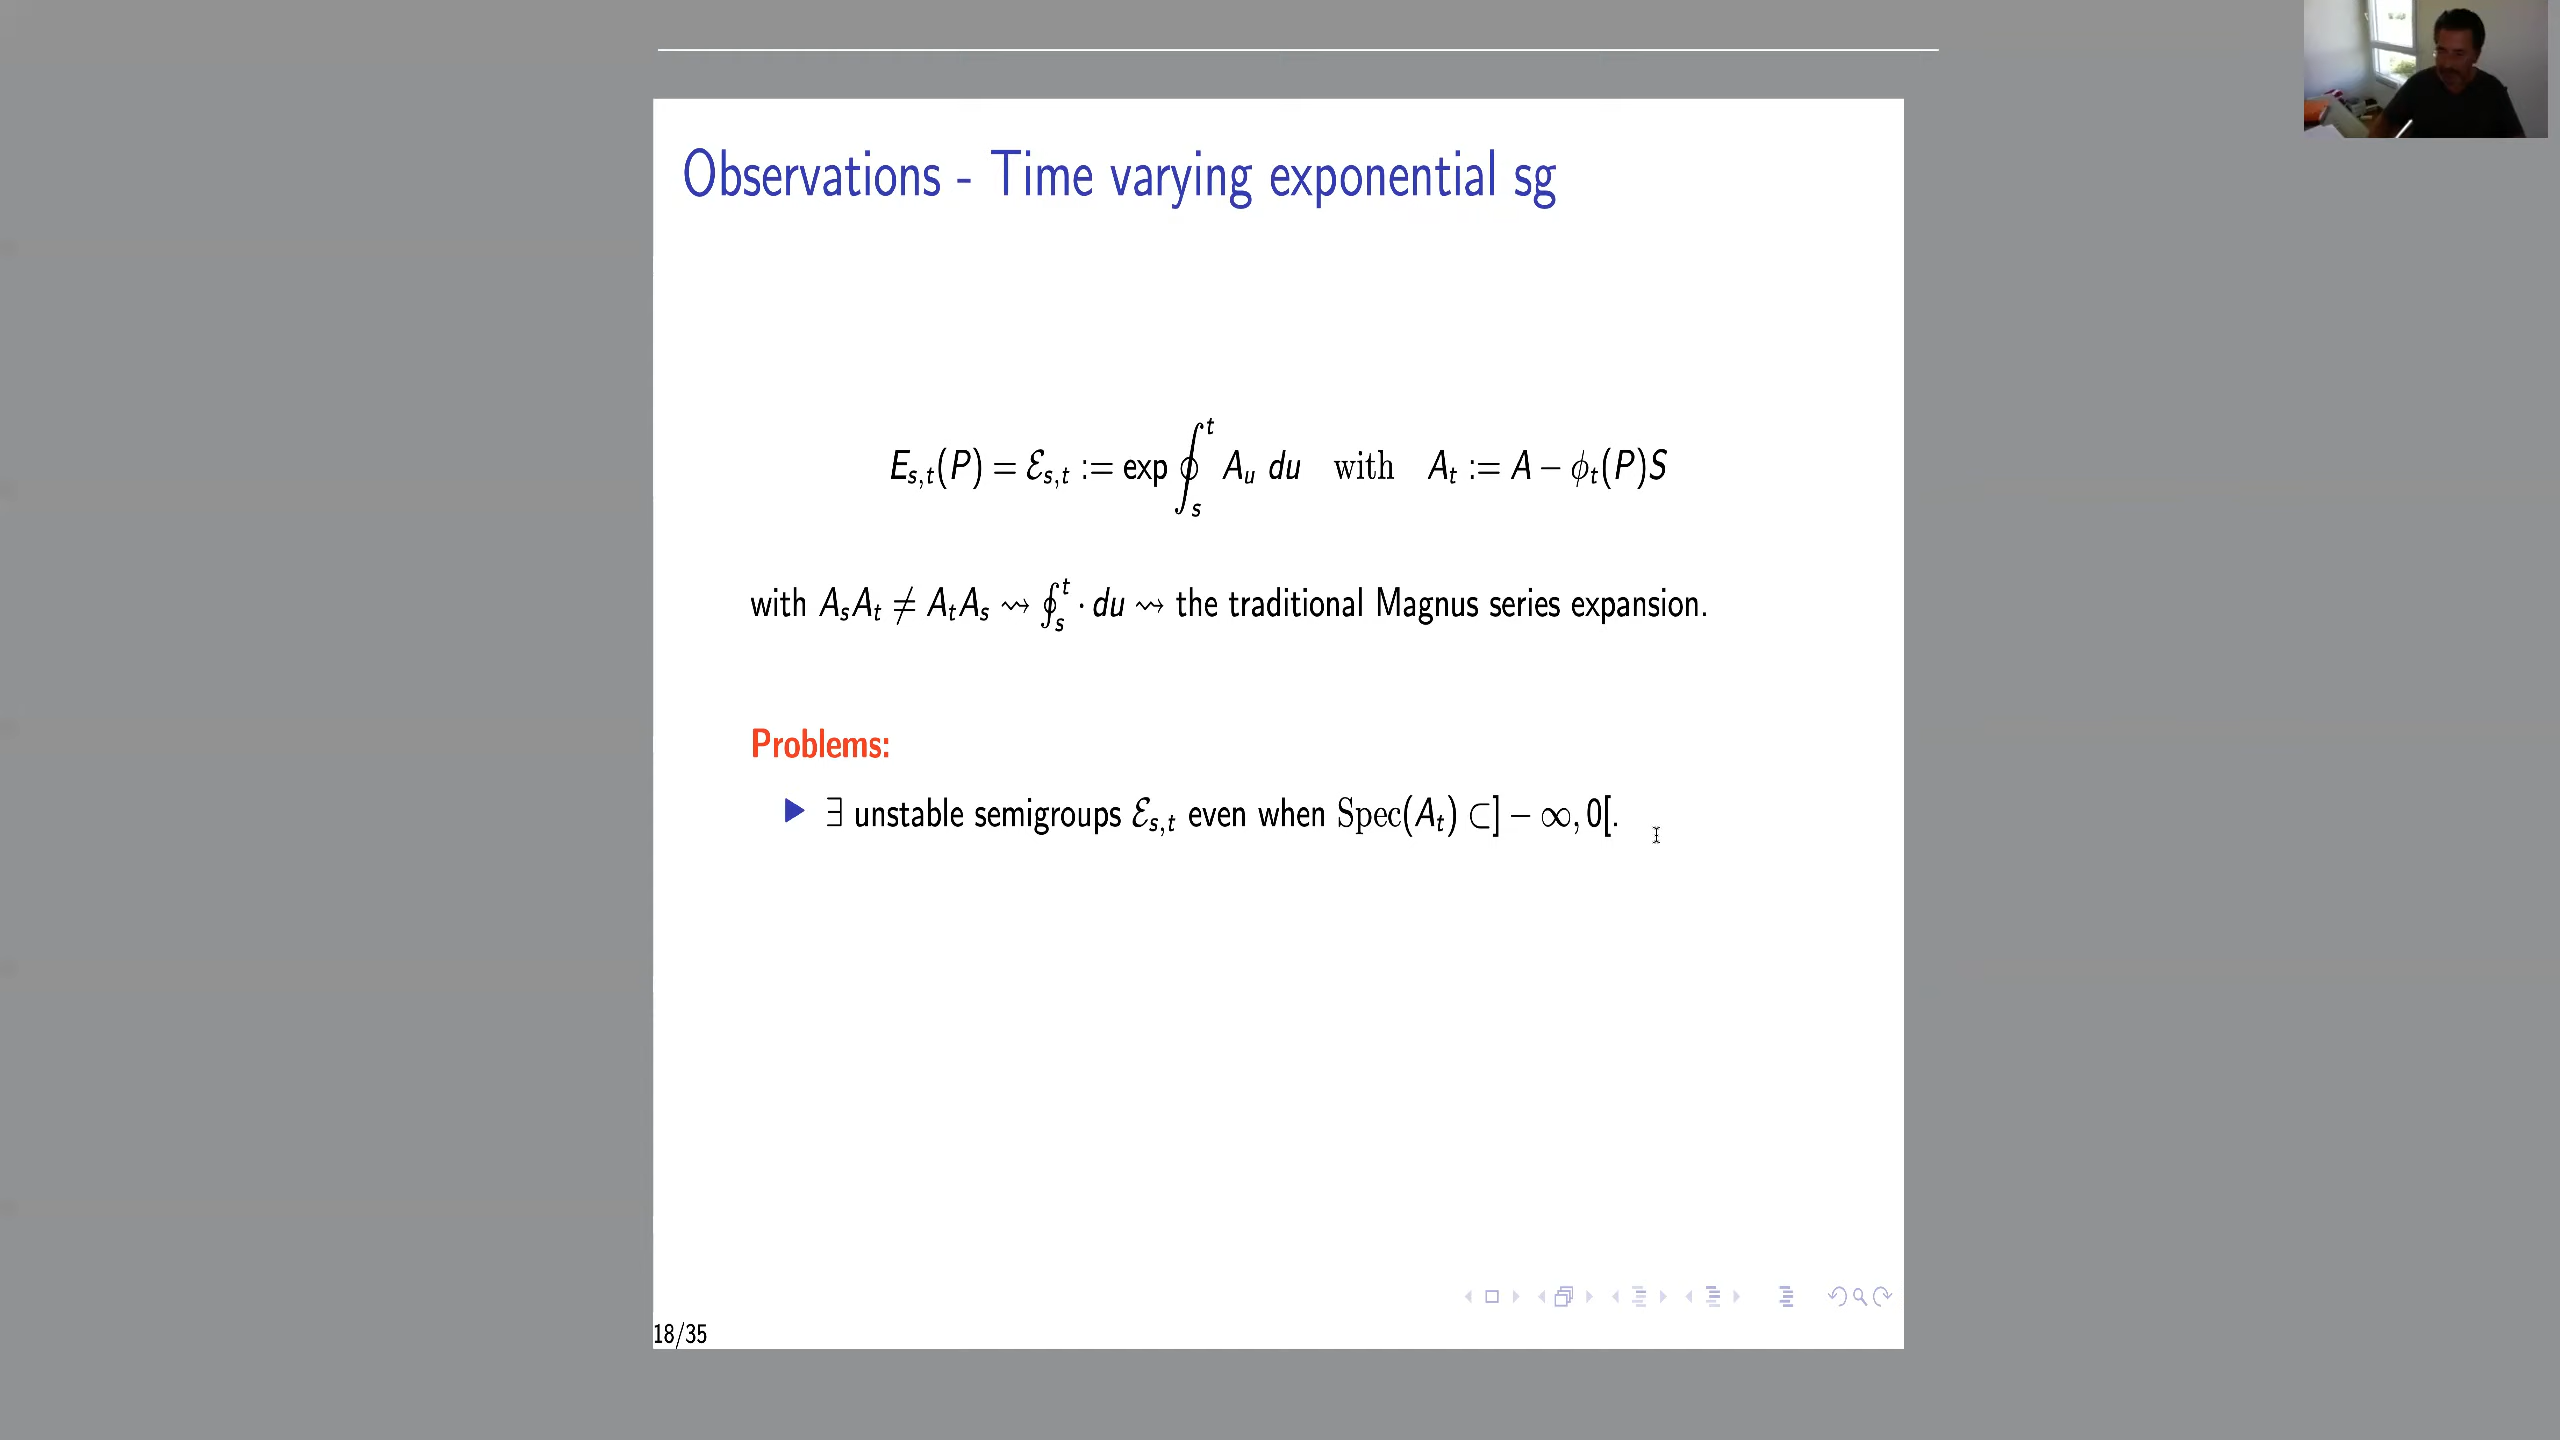 Observations - Time varying exponential sg
E_{s,t}(P) = ℰ_{s,t} := exp ∮_s^t A_u du with A_t := A − ϕ_t(P)S
with A_sA_t ≠ A_tA_s ⇝ ∮_s^t · du ⇝ the traditional Magnus series expansion.
Problems:
▶ ∃ unstable semigroups ℰ_{s,t} even when Spec(A_t) ⊂] − ∞, 0[.
18/35